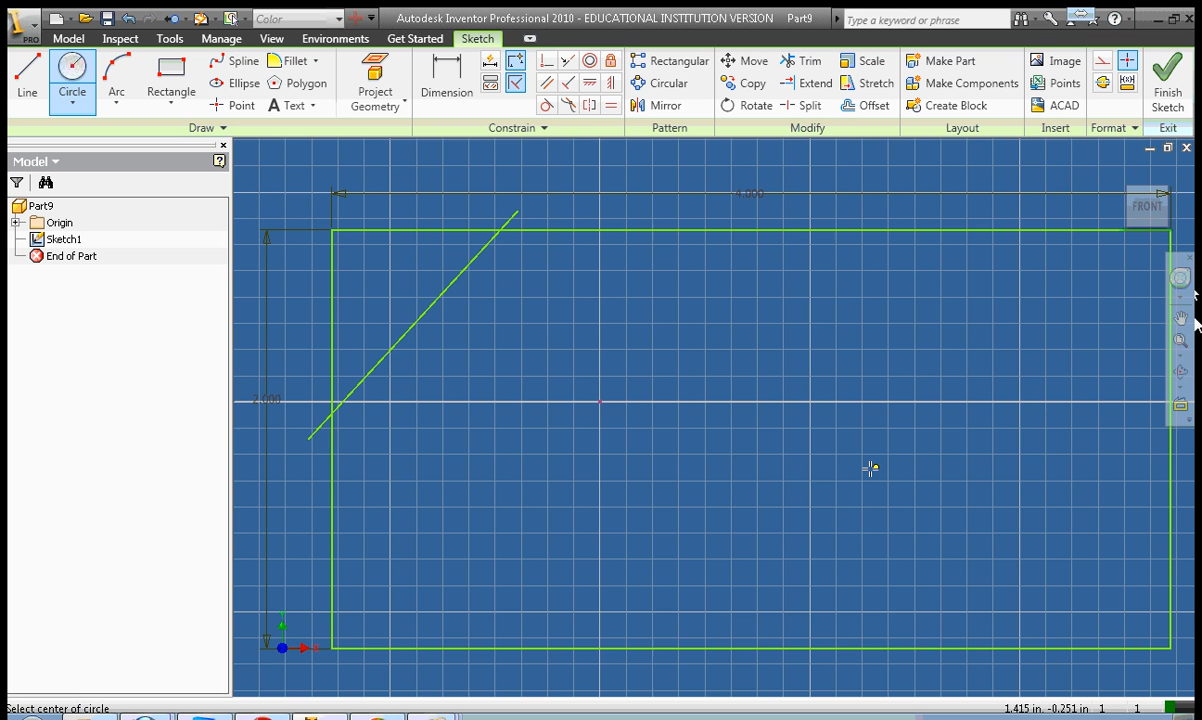 Color
Autodesk Inventor Professional 2010 - EDUCATIONAL INSTITUTION VERSION Part9
Type a keyword or phrase
PRO Model Inspect Tools Manage View Environments Get Started Sketch
Line Circle Arc Rectangle
Spline Fillet
Ellipse Polygon
Point Text
Project Geometry
Dimension
Rectangular
Circular
Mirror
Move Trim Scale
Copy Extend Stretch
Rotate Split Offset
Make Part
Make Components
Create Block
Image
Points
ACAD
Finish Sketch
Draw Constrain Pattern Modify Layout Insert Format Exit
Model
Part9
Origin
Sketch1
End of Part
4.000
FRONT
2.000
Select center of circle
1.415 in. -0.251 in 1 1